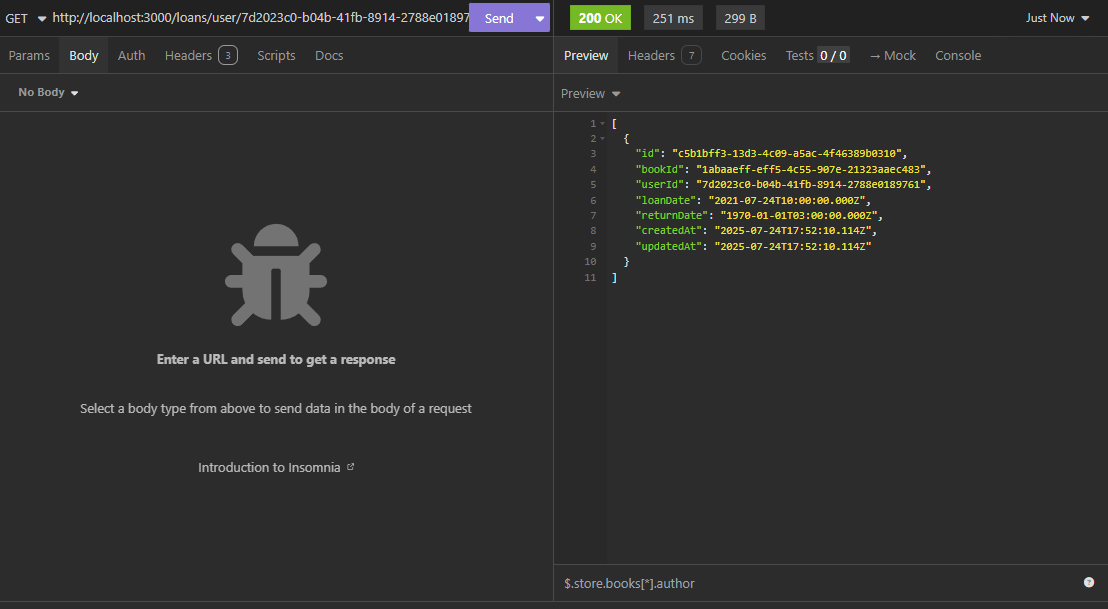 GET http://localhost:3000/loans/user/7d2023c0-b04b-41fb-8914-2788e01897 Send 200 OK 251 ms 299 B Just Now
Params Body Auth Headers 3 Scripts Docs
Preview Headers 7 Cookies Tests 0 / 0 → Mock Console
No Body
Preview
Enter a URL and send to get a response
Select a body type from above to send data in the body of a request
Introduction to Insomnia
1 [
2 {
3 "id": "c5b1bff3-13d3-4c09-a5ac-4f46389b0310",
4 "bookId": "1abaaeff-eff5-4c55-907e-21323aaec483",
5 "userId": "7d2023c0-b04b-41fb-8914-2788e0189761",
6 "loanDate": "2021-07-24T10:00:00.000Z",
7 "returnDate": "1970-01-01T03:00:00.000Z",
8 "createdAt": "2025-07-24T17:52:10.114Z",
9 "updatedAt": "2025-07-24T17:52:10.114Z"
10 }
11 ]
$.store.books[*].author
?